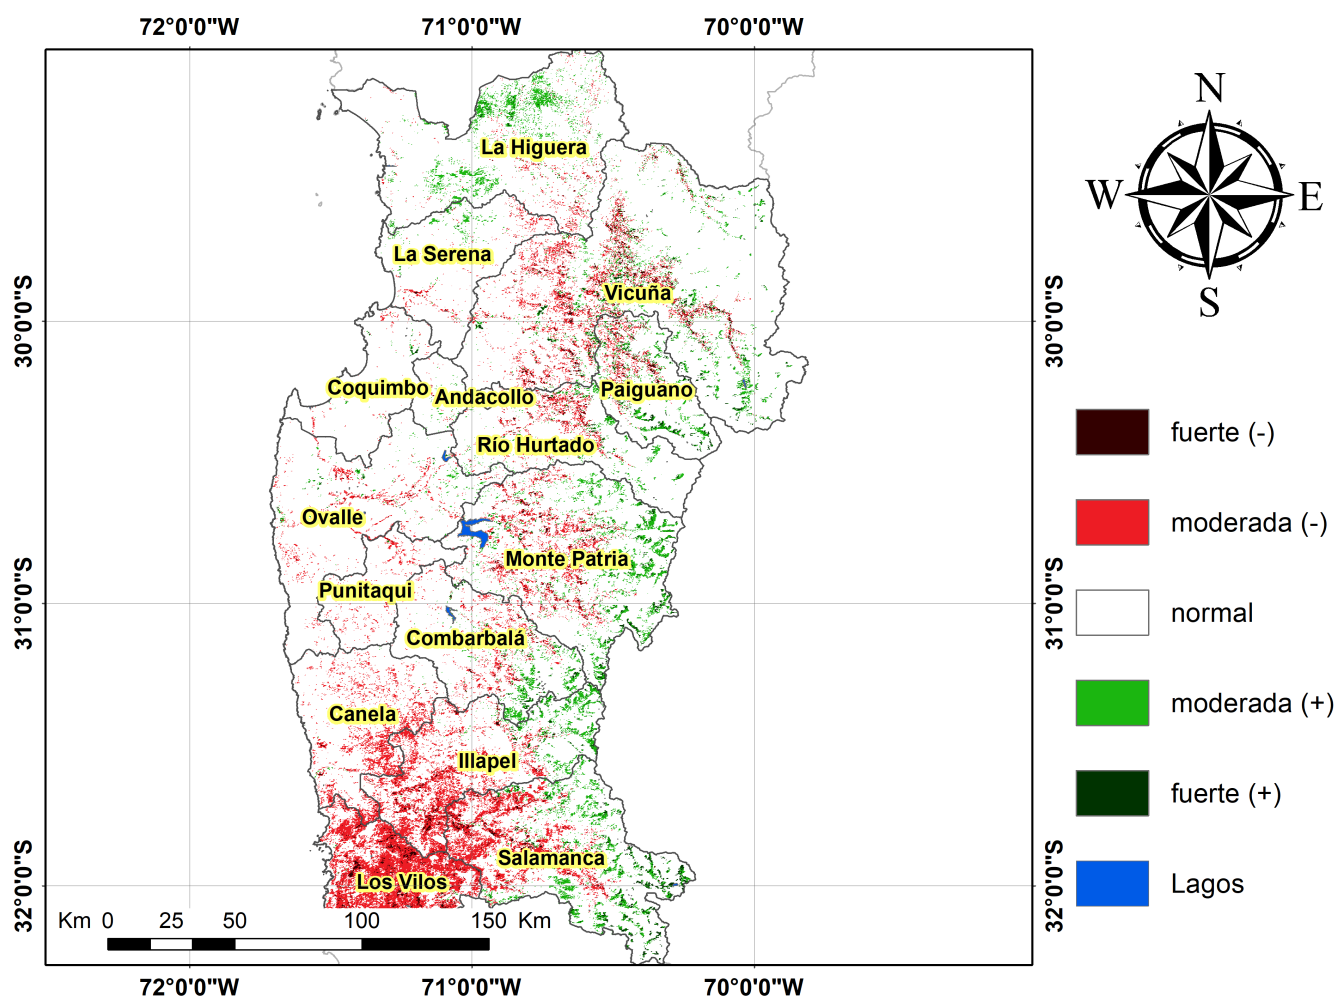 72°0'0"W 71°0'0"W 70°0'0"W
N
W E
S
30°0'0"S
30°0'0"S
31°0'0"S
31°0'0"S
32°0'0"S
32°0'0"S
La Higuera
La Serena
Vicuña
Coquimbo
Andacollo
Paiguano
Río Hurtado
Ovalle
Monte Patria
Punitaqui
Combarbalá
Canela
Illapel
Salamanca
Los Vilos
Km 0 25 50 100 150 Km
72°0'0"W 71°0'0"W 70°0'0"W
fuerte (-)
moderada (-)
normal
moderada (+)
fuerte (+)
Lagos